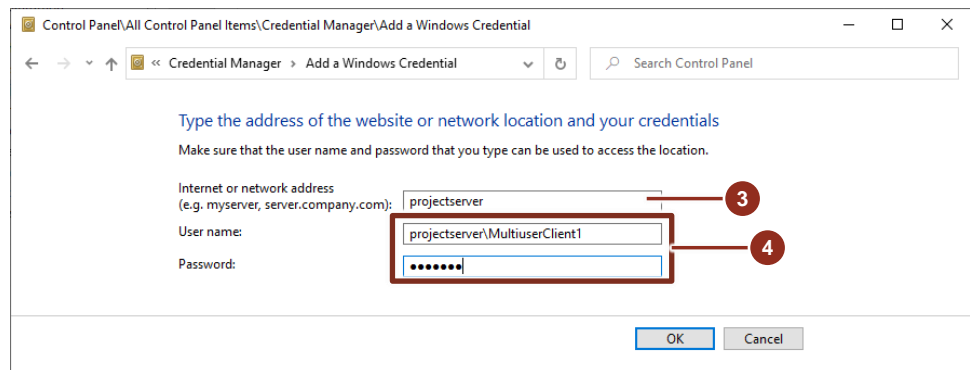 Control Panel\All Control Panel Items\Credential Manager\Add a Windows Credential
« Credential Manager › Add a Windows Credential
Search Control Panel
Type the address of the website or network location and your credentials
Make sure that the user name and password that you type can be used to access the location.
Internet or network address
(e.g. myserver, server.company.com): projectserver
3
User name: projectserver\MultiuserClient1
4
Password: •••••••
OK Cancel